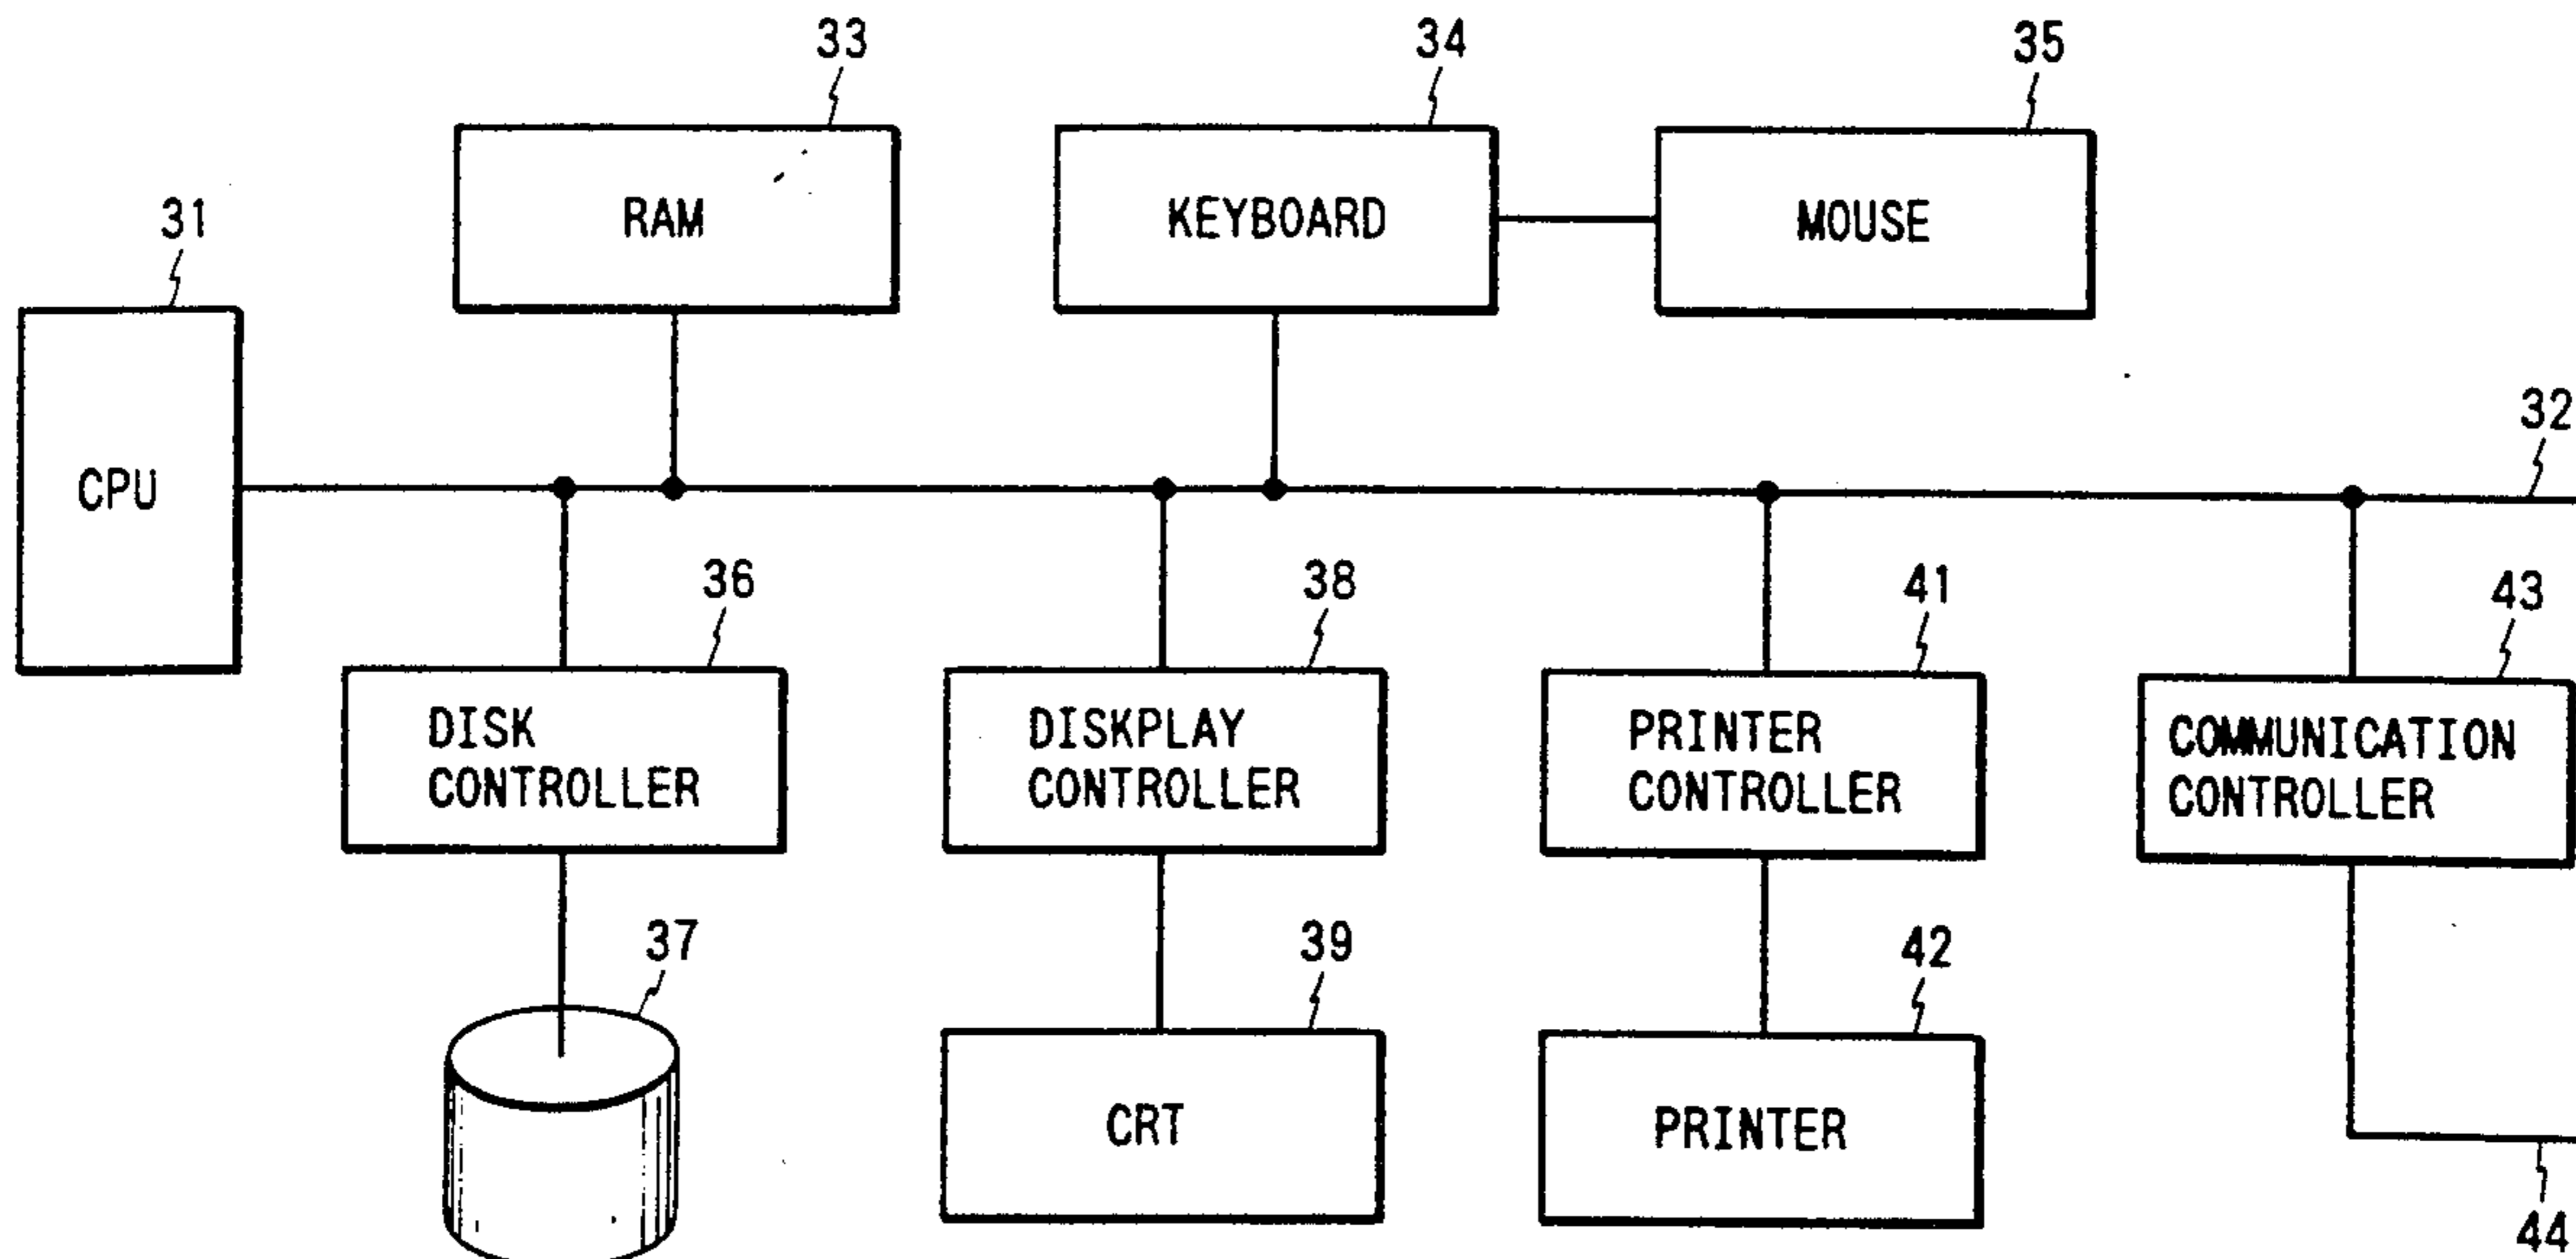 33
34
35
RAM
KEYBOARD
MOUSE
31
CPU
32
36
38
41
43
DISK
CONTROLLER
DISKPLAY
CONTROLLER
PRINTER
CONTROLLER
COMMUNICATION
CONTROLLER
37
39
42
CRT
PRINTER
44